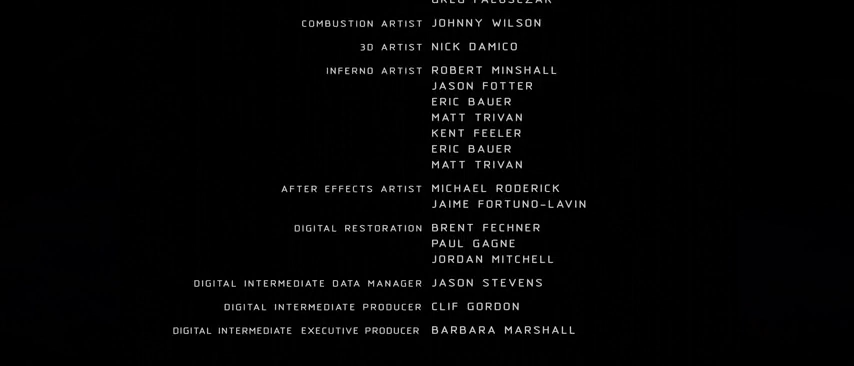 COMBUSTION ARTIST JOHNNY WILSON
3D ARTIST NICK DAMICO
INFERNO ARTIST ROBERT MINSHALL
JASON FOTTER
ERIC BAUER
MATT TRIVAN
KENT FEELER
ERIC BAUER
MATT TRIVAN
AFTER EFFECTS ARTIST MICHAEL RODERICK
JAIME FORTUNO-LAVIN
DIGITAL RESTORATION BRENT FECHNER
PAUL GAGNE
JORDAN MITCHELL
DIGITAL INTERMEDIATE DATA MANAGER JASON STEVENS
DIGITAL INTERMEDIATE PRODUCER CLIF GORDON
DIGITAL INTERMEDIATE EXECUTIVE PRODUCER BARBARA MARSHALL